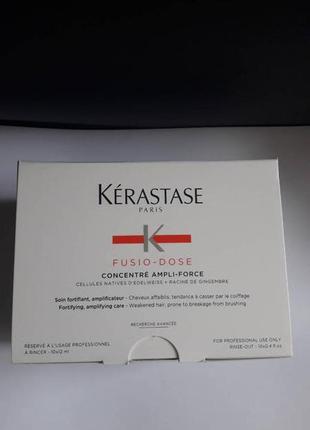 KÉRASTASE
PARIS
K
FUSIO-DOSE
CONCENTRÉ AMPLI-FORCE
CELLULES NATIVES D'EDELWEISS + RACINE DE GINGEMBRE
Soin fortifiant, amplificateur - Cheveux affaiblis, tendance à casser par le coiffage
Fortifying, amplifying care - Weakened hair, prone to breakage from brushing
RECHERCHE AVANCÉE
RÉSERVÉ À L'USAGE PROFESSIONNEL
À RINCER - 10x12 ml
FOR PROFESSIONAL USE ONLY
RINSE-OUT - 10x0.4 fl.oz